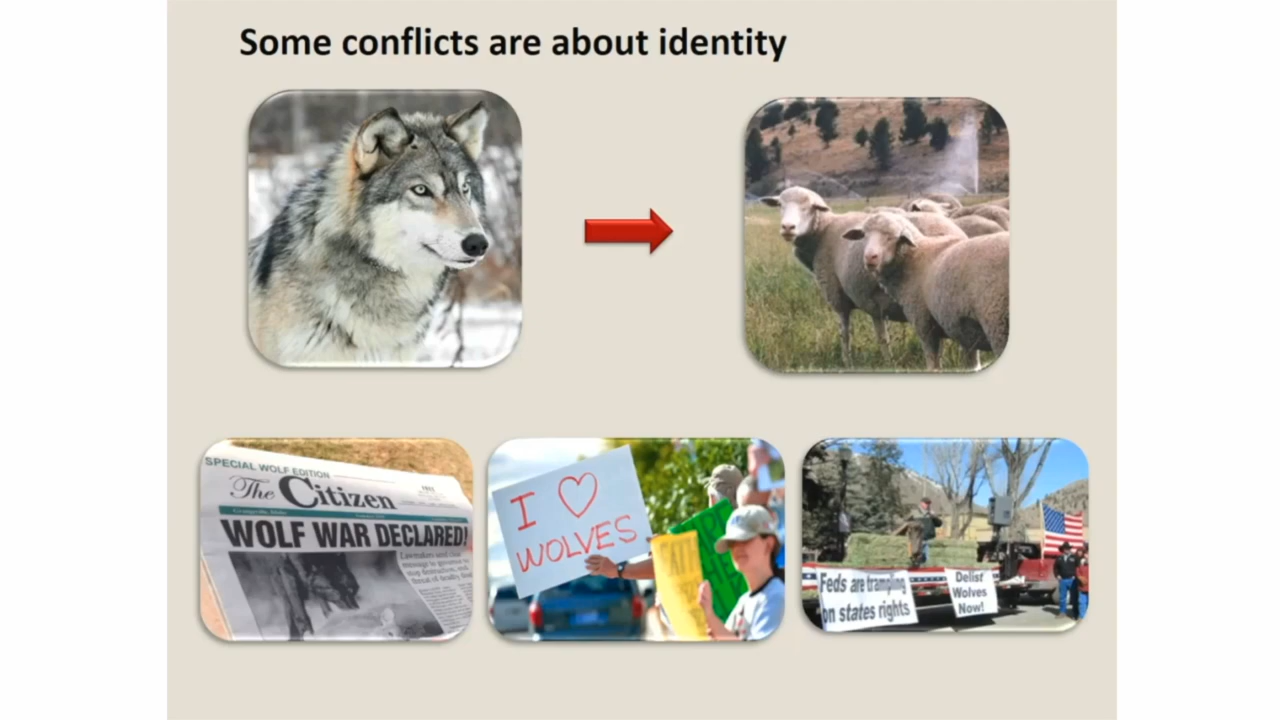 Some conflicts are about identity
SPECIAL WOLF EDITION
The Citizen
WOLF WAR DECLARED!
I ♡
WOLVES
Feds are trampling
on states rights
Delist
Wolves
Now!